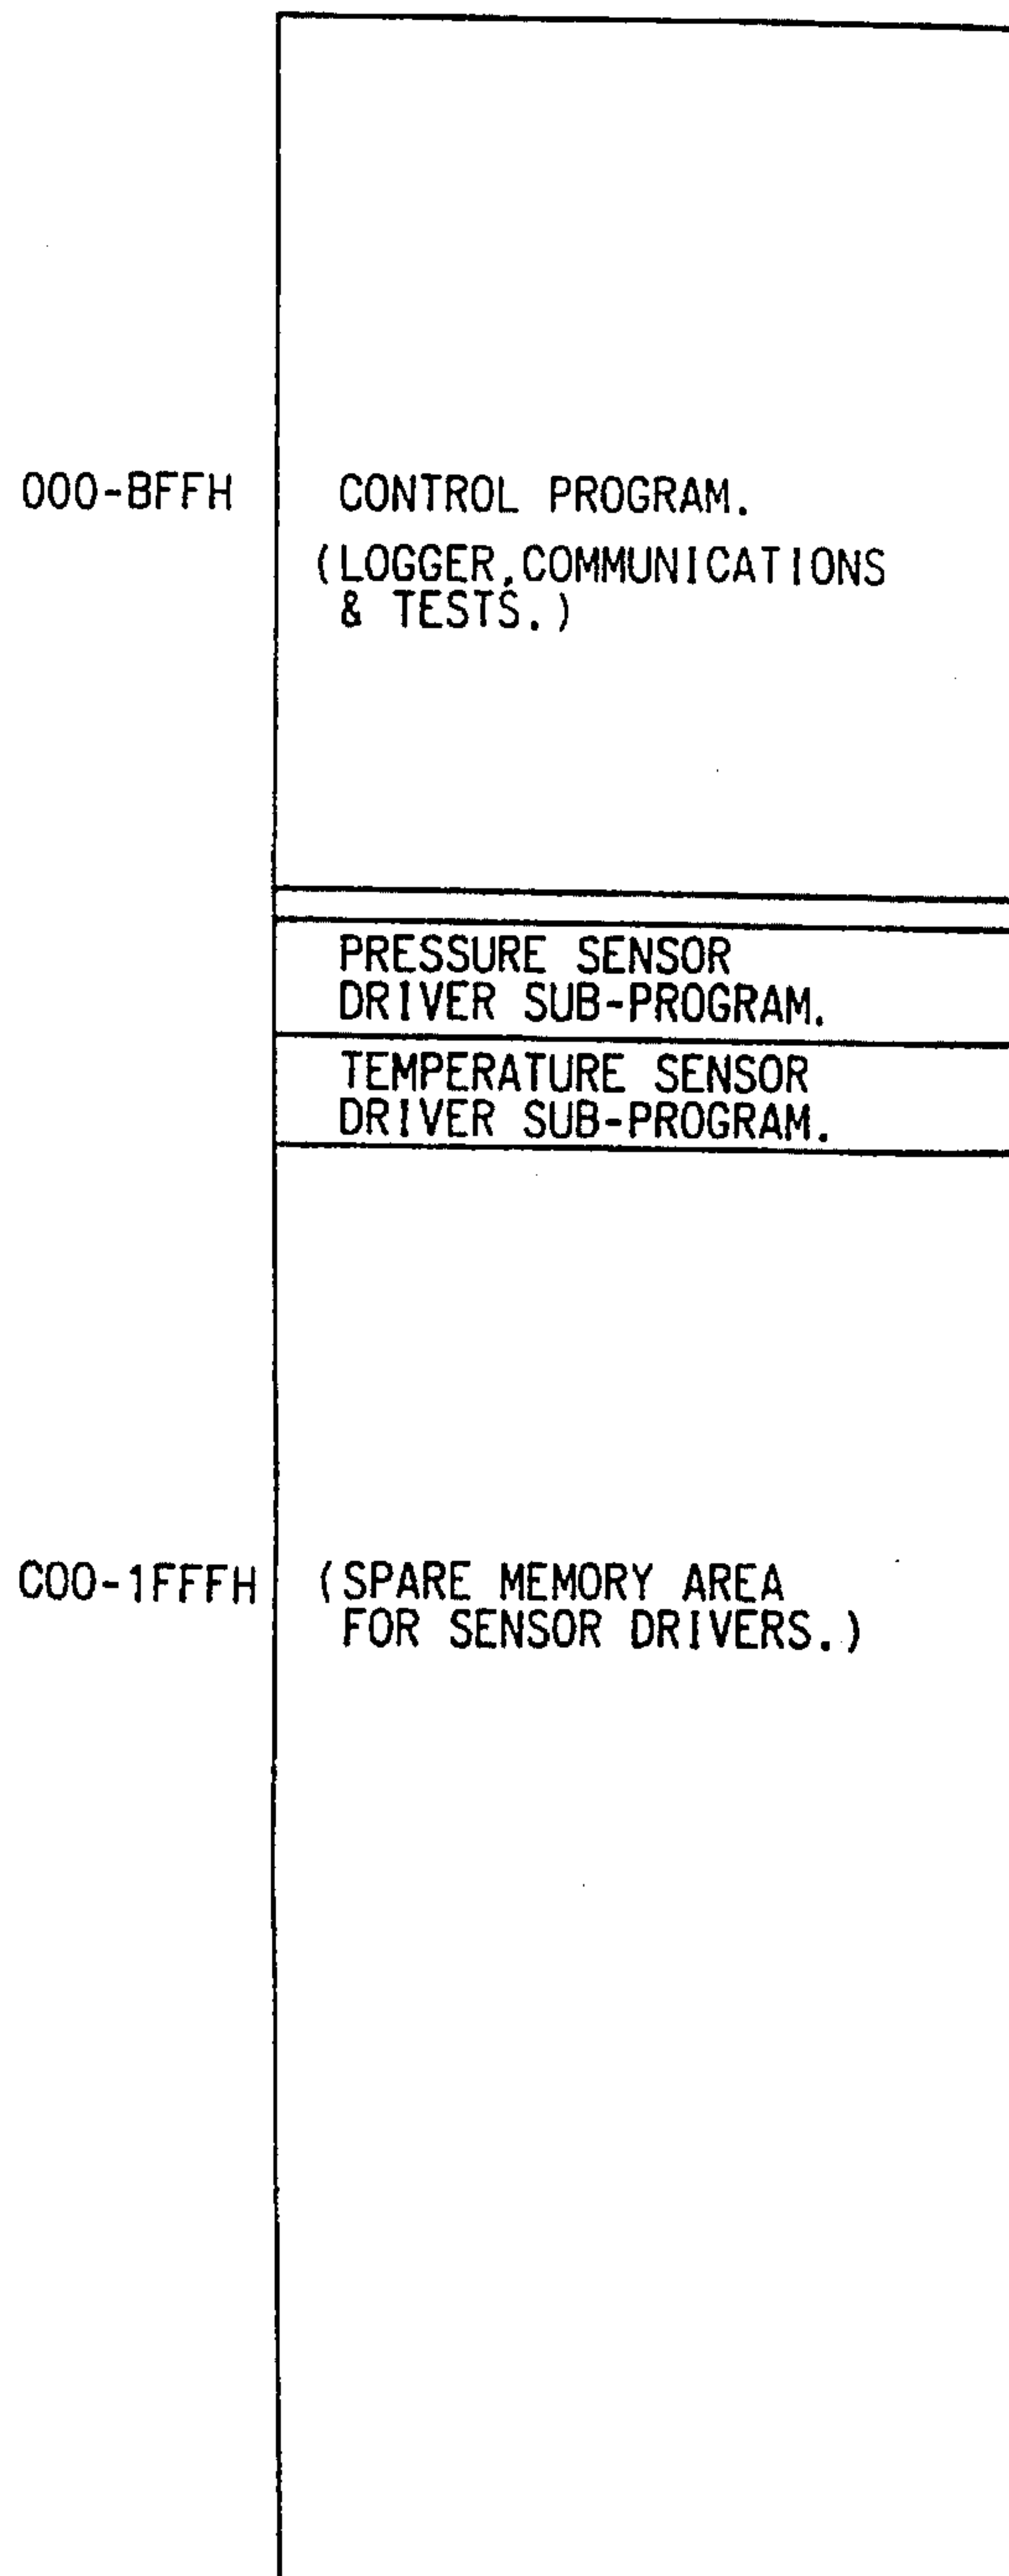 000-BFFH
CONTROL PROGRAM.
(LOGGER,COMMUNICATIONS
& TESTS.)
PRESSURE SENSOR
DRIVER SUB-PROGRAM.
TEMPERATURE SENSOR
DRIVER SUB-PROGRAM.
C00-1FFFH
(SPARE MEMORY AREA
FOR SENSOR DRIVERS.)